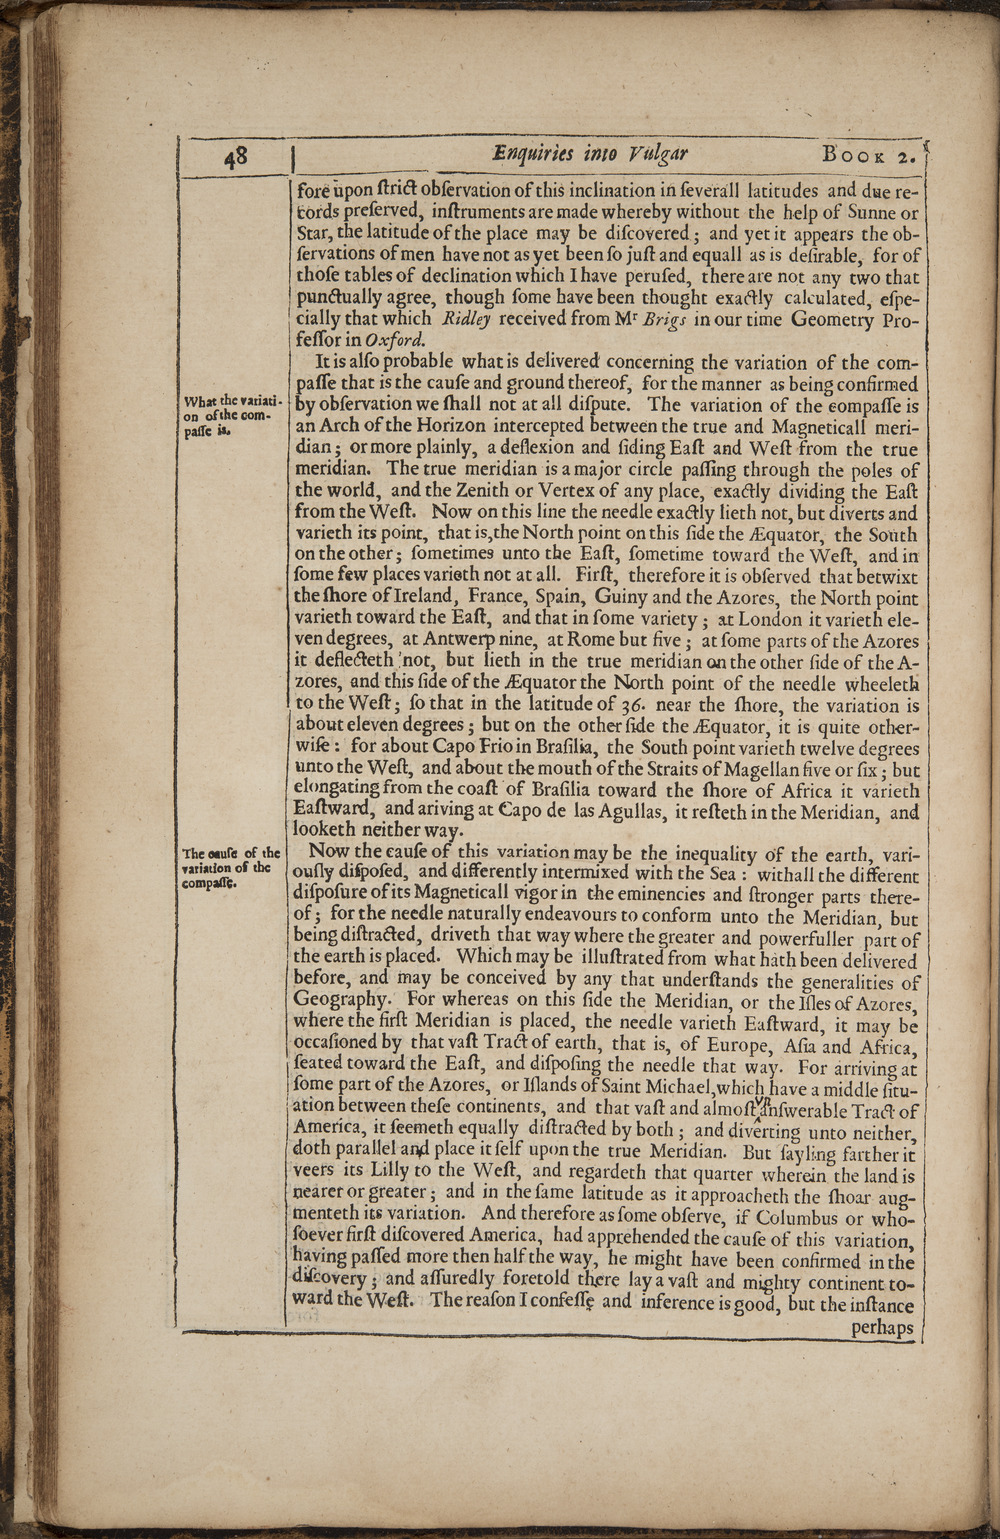 48
Enquiries into Vulgar
BOOK 2.
fore upon ſtrict obſervation of this inclination in ſeverall latitudes and due re-
cords preſerved, inſtruments are made whereby without the help of Sunne or
Star, the latitude of the place may be diſcovered; and yet it appears the ob-
ſervations of men have not as yet been ſo juſt and equall as is deſirable, for of
thoſe tables of declination which I have peruſed, there are not any two that
punctually agree, though ſome have been thought exactly calculated, eſpe-
cially that which Ridley received from Mr Brigs in our time Geometry Pro-
feſſor in Oxford.
It is alſo probable what is delivered concerning the variation of the com-
paſſe that is the cauſe and ground thereof, for the manner as being confirmed
What the variati-
on of the com-
paſſe is.
by obſervation we ſhall not at all diſpute. The variation of the compaſſe is
an Arch of the Horizon intercepted between the true and Magneticall meri-
dian; or more plainly, a deflexion and ſiding Eaſt and Weſt from the true
meridian. The true meridian is a major circle paſſing through the poles of
the world, and the Zenith or Vertex of any place, exactly dividing the Eaſt
from the Weſt. Now on this line the needle exactly lieth not, but diverts and
varieth its point, that is, the North point on this ſide the Æquator, the South
on the other; ſometimes unto the Eaſt, ſometime toward the Weſt, and in
ſome few places varieth not at all. Firſt, therefore it is obſerved that betwixt
the ſhore of Ireland, France, Spain, Guiny and the Azores, the North point
varieth toward the Eaſt, and that in ſome variety; at London it varieth ele-
ven degrees, at Antwerp nine, at Rome but five; at ſome parts of the Azores
it deflecteth not, but lieth in the true meridian on the other ſide of the A-
zores, and this ſide of the Æquator the North point of the needle wheeleth
to the Weſt; ſo that in the latitude of 36. near the ſhore, the variation is
about eleven degrees; but on the other ſide the Æquator, it is quite other-
wiſe: for about Capo Frio in Braſilia, the South point varieth twelve degrees
unto the Weſt, and about the mouth of the Straits of Magellan five or ſix; but
elongating from the coaſt of Braſilia toward the ſhore of Africa it varieth
Eaſtward, and ariving at Capo de las Agullas, it reſteth in the Meridian, and
looketh neither way.
The cauſe of the
variation of the
compaſſe.
Now the cauſe of this variation may be the inequality of the earth, vari-
ouſly diſpoſed, and differently intermixed with the Sea: withall the different
diſpoſure of its Magneticall vigor in the eminencies and ſtronger parts there-
of; for the needle naturally endeavours to conform unto the Meridian, but
being diſtracted, driveth that way where the greater and powerfuller part of
the earth is placed. Which may be illuſtrated from what hath been delivered
before, and may be conceived by any that underſtands the generalities of
Geography. For whereas on this ſide the Meridian, or the Iſles of Azores,
where the firſt Meridian is placed, the needle varieth Eaſtward, it may be
occaſioned by that vaſt Tract of earth, that is, of Europe, Aſia and Africa,
ſeated toward the Eaſt, and diſpoſing the needle that way. For arriving at
ſome part of the Azores, or Iſlands of Saint Michael, which have a middle ſitu-
ation between theſe continents, and that vaſt and almoſt anſwerable Tract of
America, it ſeemeth equally diſtracted by both; and diverting unto neither,
doth parallel and place it ſelf upon the true Meridian. But ſayling farther it
veers its Lilly to the Weſt, and regardeth that quarter wherein the land is
nearer or greater; and in the ſame latitude as it approacheth the ſhoar aug-
menteth its variation. And therefore as ſome obſerve, if Columbus or who-
ſoever firſt diſcovered America, had apprehended the cauſe of this variation,
having paſſed more then half the way, he might have been confirmed in the
diſcovery; and aſſuredly foretold there lay a vaſt and mighty continent to-
ward the Weſt. The reaſon I confeſſe and inference is good, but the inſtance
perhaps